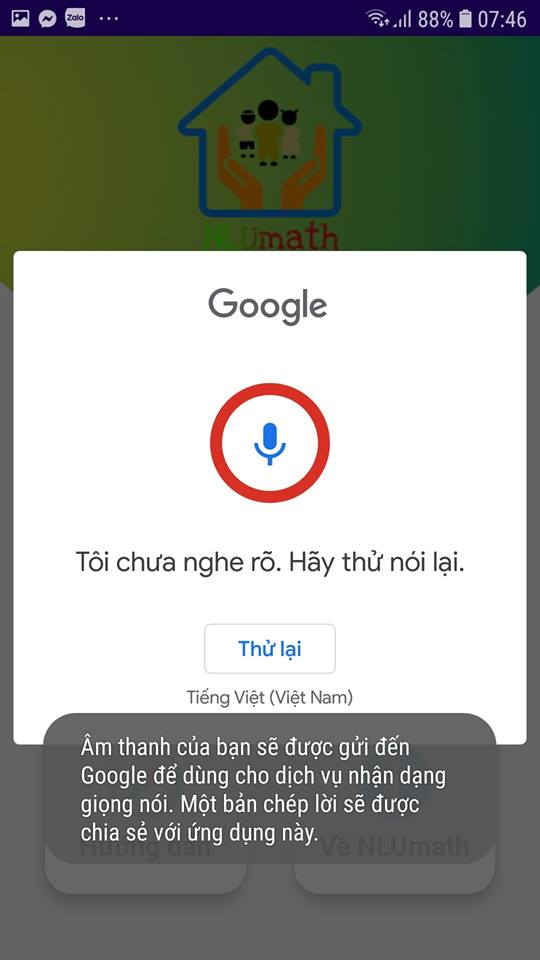 Zalo
88%
07:46
NLUmath
Google
Tôi chưa nghe rõ. Hãy thử nói lại.
Thử lại
Tiếng Việt (Việt Nam)
Âm thanh của bạn sẽ được gửi đến
Google để dùng cho dịch vụ nhận dạng
giọng nói. Một bản chép lời sẽ được
chia sẻ với ứng dụng này.
Hướng dẫn
Về NLUmath